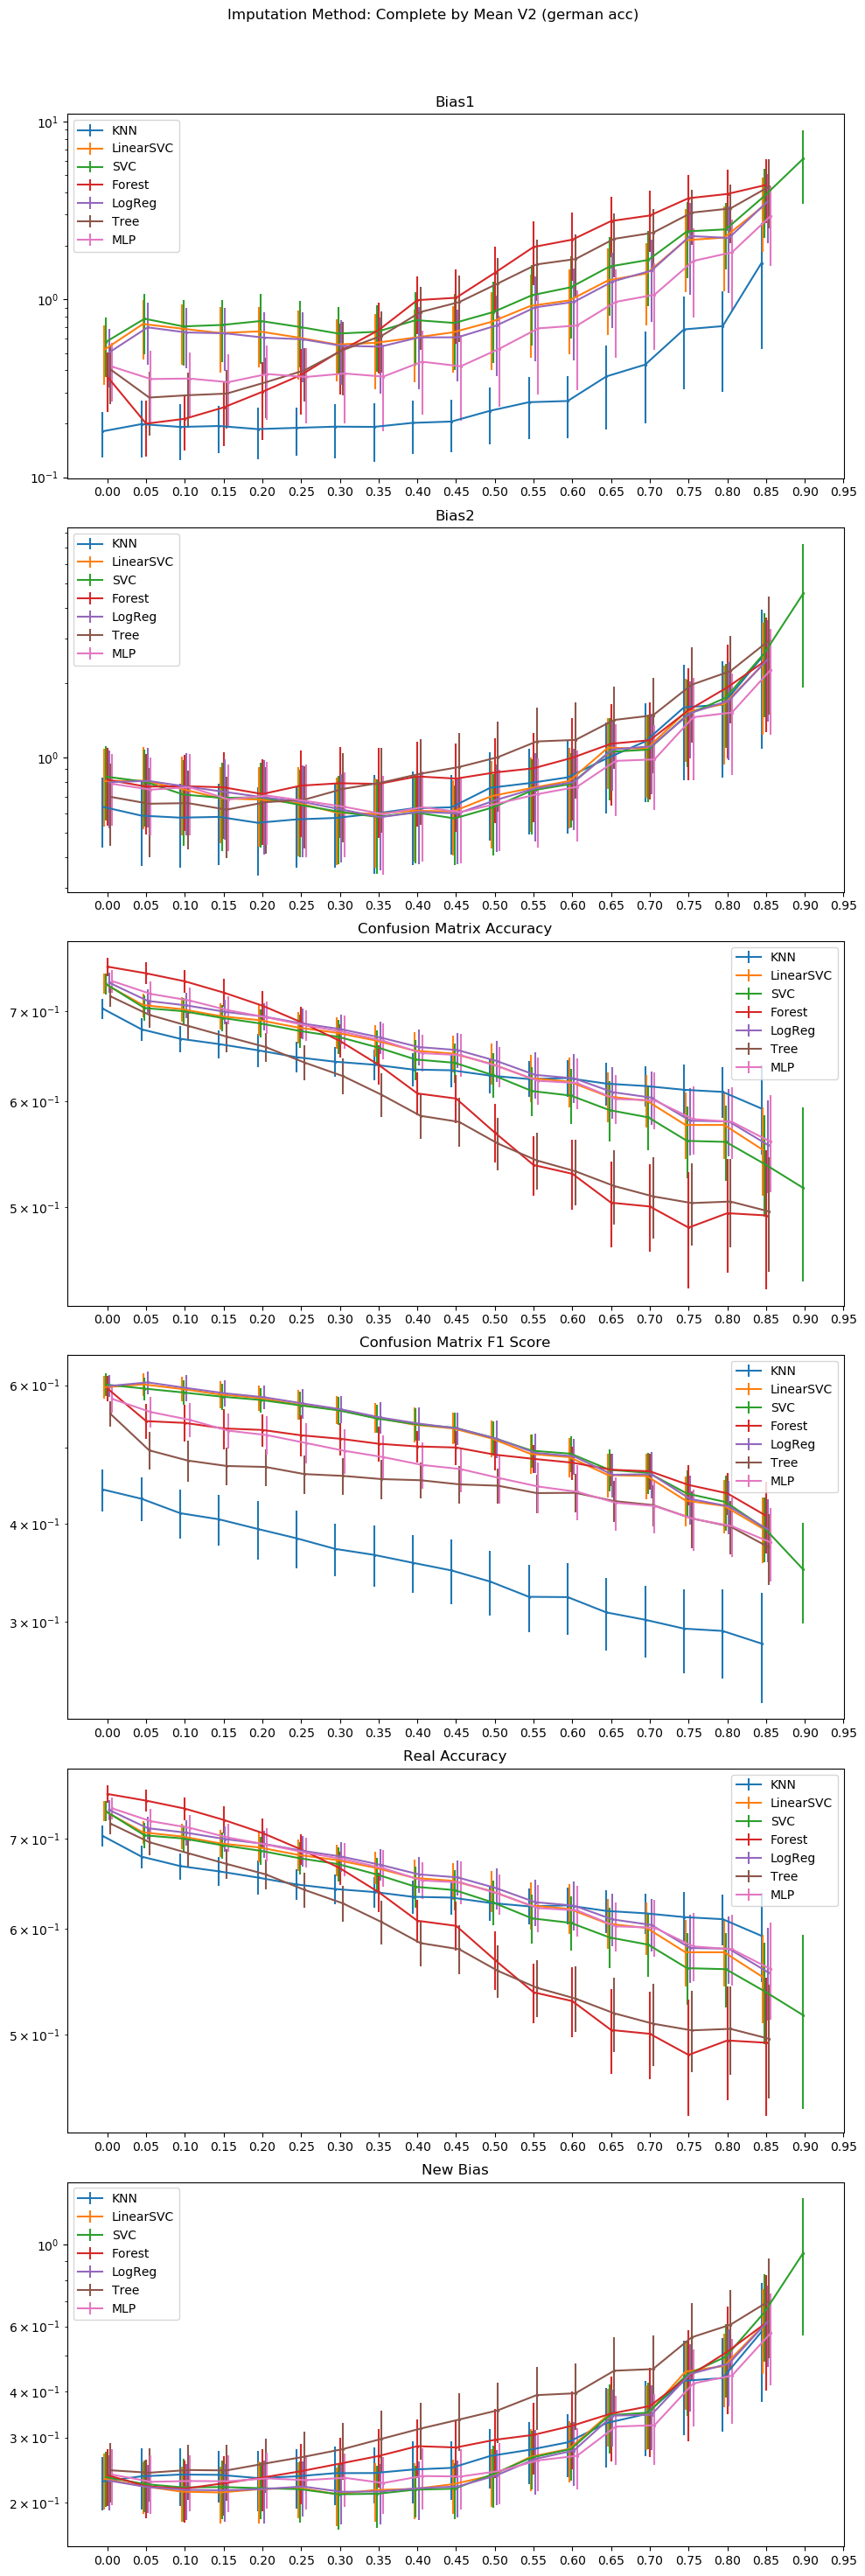 Imputation Method: Complete by Mean V2 (german acc)
Bias1
KNN
LinearSVC
SVC
Forest
LogReg
Tree
MLP
10^1
10^0
10^-1
0.00 0.05 0.10 0.15 0.20 0.25 0.30 0.35 0.40 0.45 0.50 0.55 0.60 0.65 0.70 0.75 0.80 0.85 0.90 0.95
Bias2
KNN
LinearSVC
SVC
Forest
LogReg
Tree
MLP
10^0
0.00 0.05 0.10 0.15 0.20 0.25 0.30 0.35 0.40 0.45 0.50 0.55 0.60 0.65 0.70 0.75 0.80 0.85 0.90 0.95
Confusion Matrix Accuracy
KNN
LinearSVC
SVC
Forest
LogReg
Tree
MLP
7 × 10^-1
6 × 10^-1
5 × 10^-1
0.00 0.05 0.10 0.15 0.20 0.25 0.30 0.35 0.40 0.45 0.50 0.55 0.60 0.65 0.70 0.75 0.80 0.85 0.90 0.95
Confusion Matrix F1 Score
KNN
LinearSVC
SVC
Forest
LogReg
Tree
MLP
6 × 10^-1
4 × 10^-1
3 × 10^-1
0.00 0.05 0.10 0.15 0.20 0.25 0.30 0.35 0.40 0.45 0.50 0.55 0.60 0.65 0.70 0.75 0.80 0.85 0.90 0.95
Real Accuracy
KNN
LinearSVC
SVC
Forest
LogReg
Tree
MLP
7 × 10^-1
6 × 10^-1
5 × 10^-1
0.00 0.05 0.10 0.15 0.20 0.25 0.30 0.35 0.40 0.45 0.50 0.55 0.60 0.65 0.70 0.75 0.80 0.85 0.90 0.95
New Bias
KNN
LinearSVC
SVC
Forest
LogReg
Tree
MLP
10^0
6 × 10^-1
4 × 10^-1
3 × 10^-1
2 × 10^-1
0.00 0.05 0.10 0.15 0.20 0.25 0.30 0.35 0.40 0.45 0.50 0.55 0.60 0.65 0.70 0.75 0.80 0.85 0.90 0.95